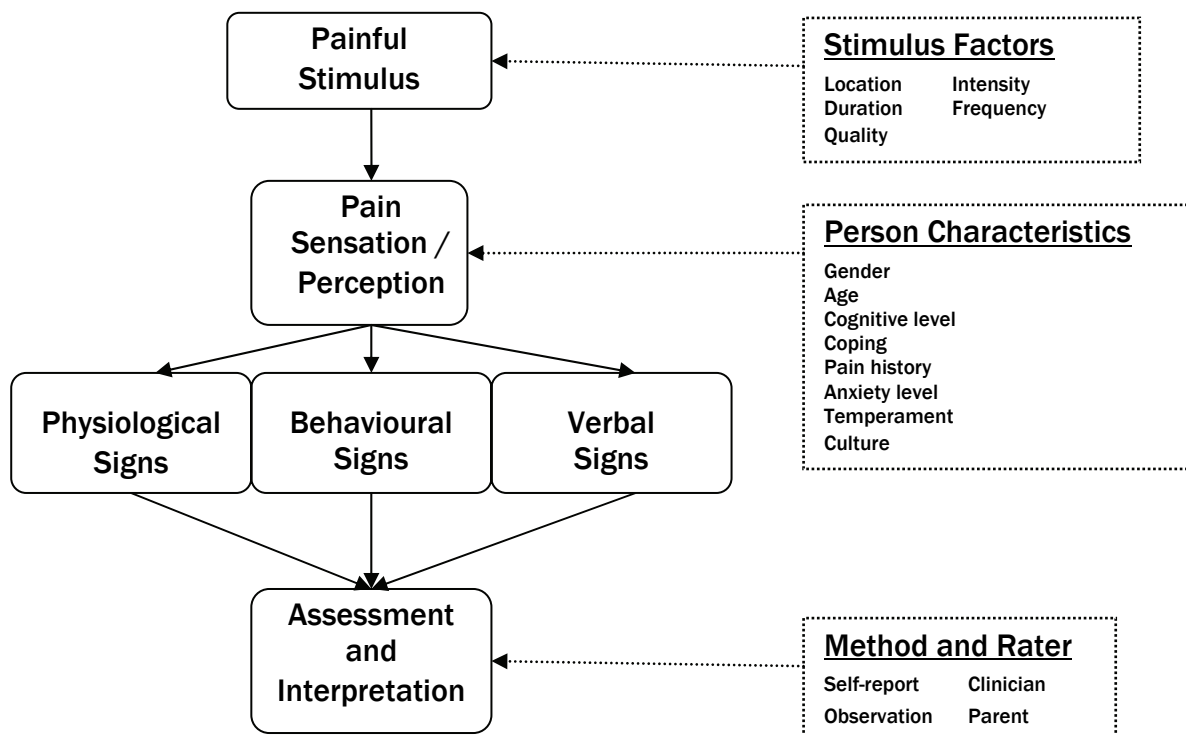 Painful
Stimulus
Stimulus Factors
Location Intensity
Duration Frequency
Quality
Pain
Sensation /
Perception
Person Characteristics
Gender
Age
Cognitive level
Coping
Pain history
Anxiety level
Temperament
Culture
Physiological
Signs
Behavioural
Signs
Verbal
Signs
Assessment
and
Interpretation
Method and Rater
Self-report Clinician
Observation Parent